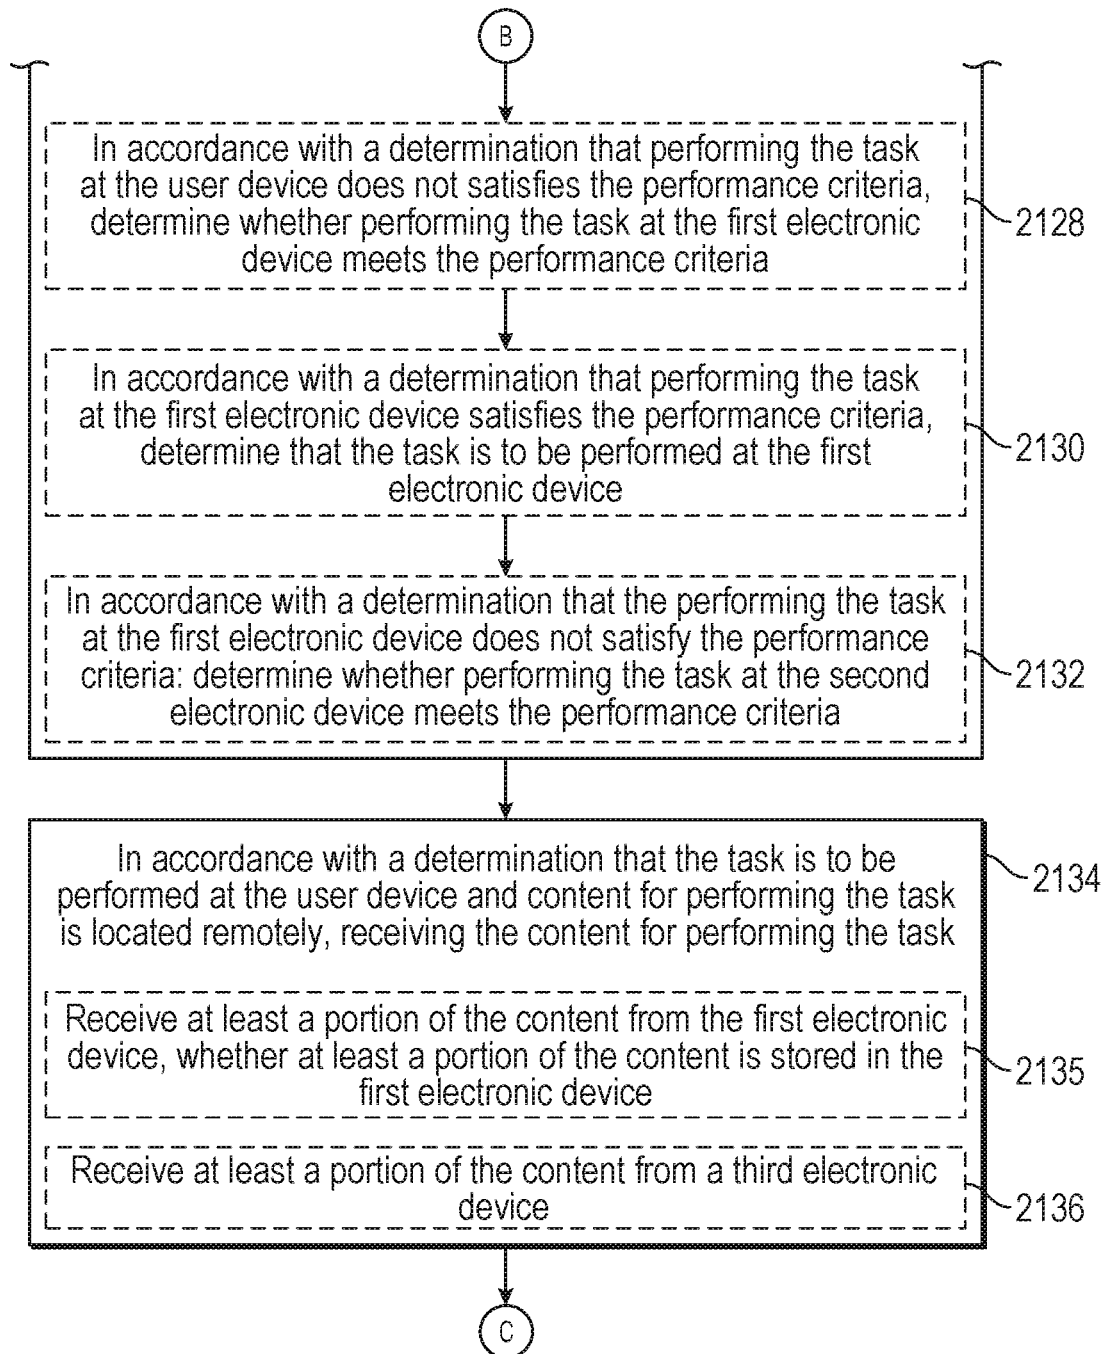 B
In accordance with a determination that performing the task
at the user device does not satisfies the performance criteria,
determine whether performing the task at the first electronic
device meets the performance criteria
2128
In accordance with a determination that performing the task
at the first electronic device satisfies the performance criteria,
determine that the task is to be performed at the first
electronic device
2130
In accordance with a determination that the performing the task
at the first electronic device does not satisfy the performance
criteria: determine whether performing the task at the second
electronic device meets the performance criteria
2132
In accordance with a determination that the task is to be
performed at the user device and content for performing the task
is located remotely, receiving the content for performing the task
2134
Receive at least a portion of the content from the first electronic
device, whether at least a portion of the content is stored in the
first electronic device
2135
Receive at least a portion of the content from a third electronic
device
2136
C